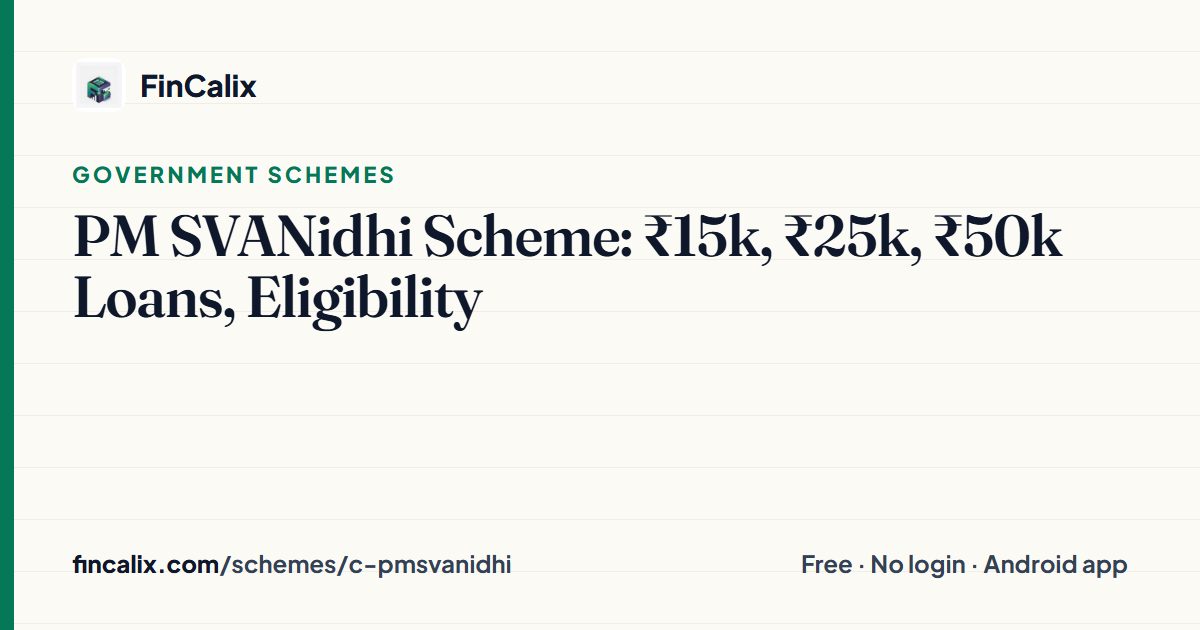 FinCalix
GOVERNMENT SCHEMES
PM SVANidhi Scheme: ₹15k, ₹25k, ₹50k
Loans, Eligibility
fincalix.com/schemes/c-pmsvanidhi
Free · No login · Android app